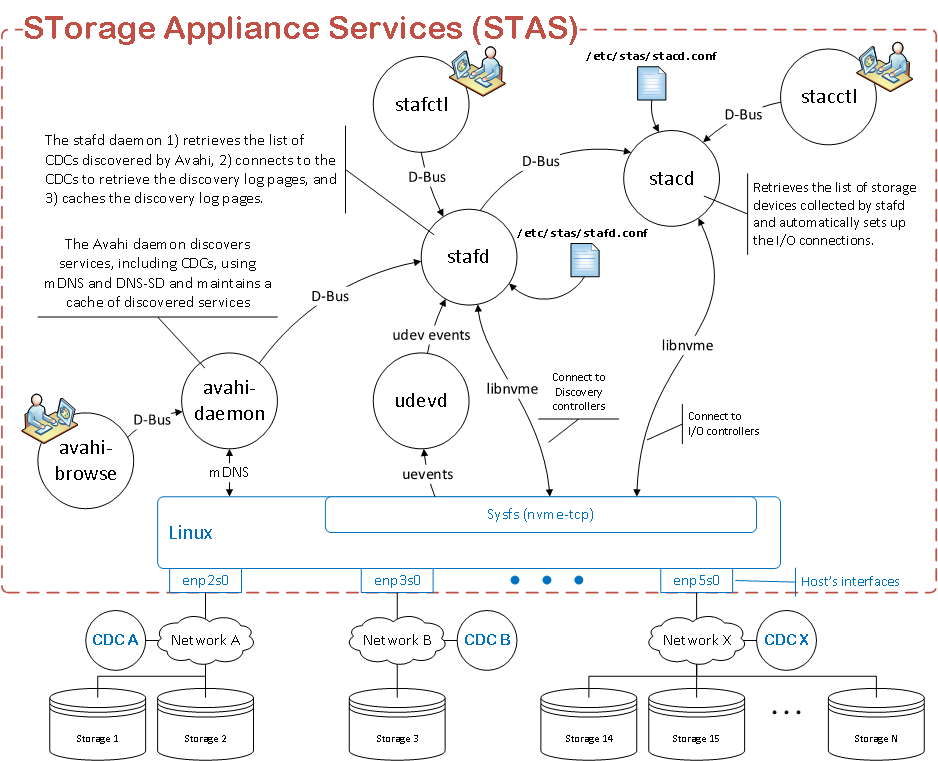 STorage Appliance Services (STAS)
/etc/stas/stacd.conf
stafctl
stacctl
D-Bus
The stafd daemon 1) retrieves the list of
CDCs discovered by Avahi, 2) connects to the
CDCs to retrieve the discovery log pages, and
3) caches the discovery log pages.
D-Bus
D-Bus
stacd
Retrieves the list of storage
devices collected by stafd
and automatically sets up
the I/O connections.
/etc/stas/stafd.conf
stafd
The Avahi daemon discovers
services, including CDCs, using
mDNS and DNS-SD and maintains a
cache of discovered services
D-Bus
udev events
libnvme
avahi-
daemon
udevd
libnvme
Connect to
Discovery
controllers
D-Bus
Connect to
I/O controllers
avahi-
browse
mDNS
uevents
Sysfs (nvme-tcp)
Linux
enp2s0
enp3s0
enp5s0
Host's interfaces
CDC A
Network A
Network B
CDC B
Network X
CDC X
Storage 1
Storage 2
Storage 3
Storage 14
Storage 15
Storage N